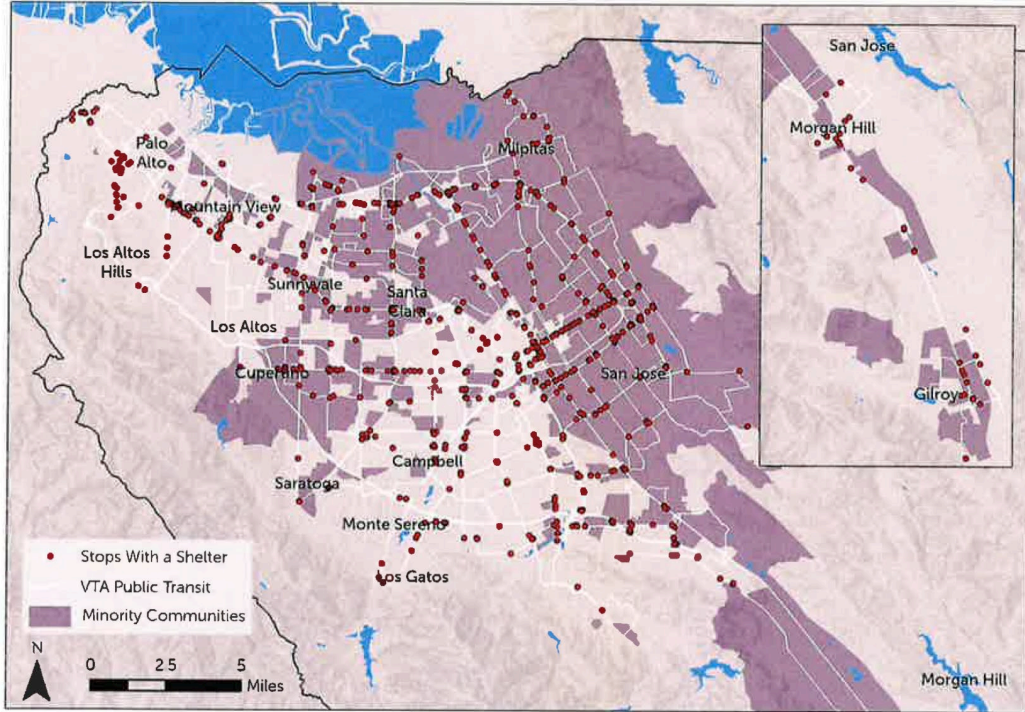 San Jose
Morgan Hill
Gilroy
Milpitas
Palo
Alto
Mountain View
Los Altos
Hills
Sunnyvale
Santa
Clara
Los Altos
Cupertino
San Jose
Campbell
Saratoga
Monte Sereno
Los Gatos
Morgan Hill
Stops With a Shelter
VTA Public Transit
Minority Communities
N
0 2 5 5
Miles